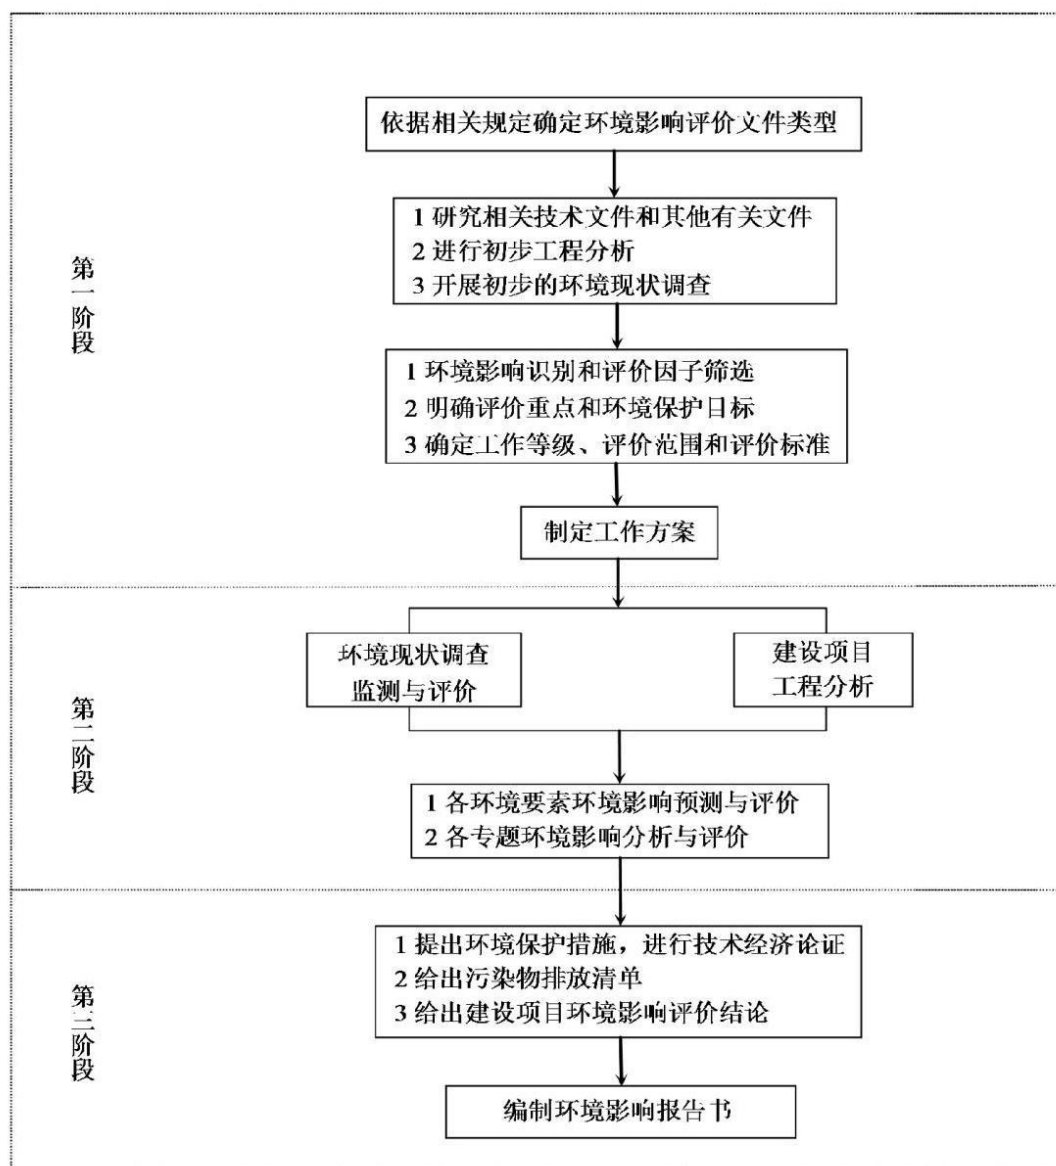 依据相关规定确定环境影响评价文件类型
1 研究相关技术文件和其他有关文件
2 进行初步工程分析
3 开展初步的环境现状调查
第一阶段
1 环境影响识别和评价因子筛选
2 明确评价重点和环境保护目标
3 确定工作等级、评价范围和评价标准
制定工作方案
环境现状调查
监测与评价
建设项目
工程分析
第二阶段
1 各环境要素环境影响预测与评价
2 各专题环境影响分析与评价
1 提出环境保护措施，进行技术经济论证
2 给出污染物排放清单
3 给出建设项目环境影响评价结论
第三阶段
编制环境影响报告书